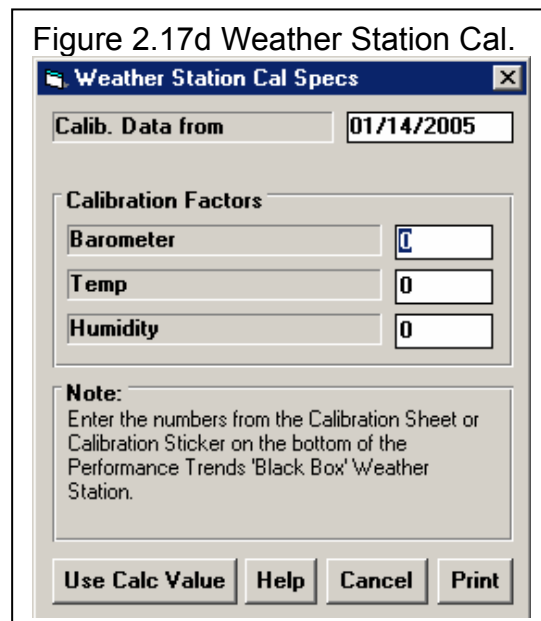 Figure 2.17d Weather Station Cal.
Weather Station Cal Specs
Calib. Data from 01/14/2005
Calibration Factors
Barometer 0
Temp 0
Humidity 0
Note:
Enter the numbers from the Calibration Sheet or
Calibration Sticker on the bottom of the
Performance Trends 'Black Box' Weather
Station.
Use Calc Value Help Cancel Print